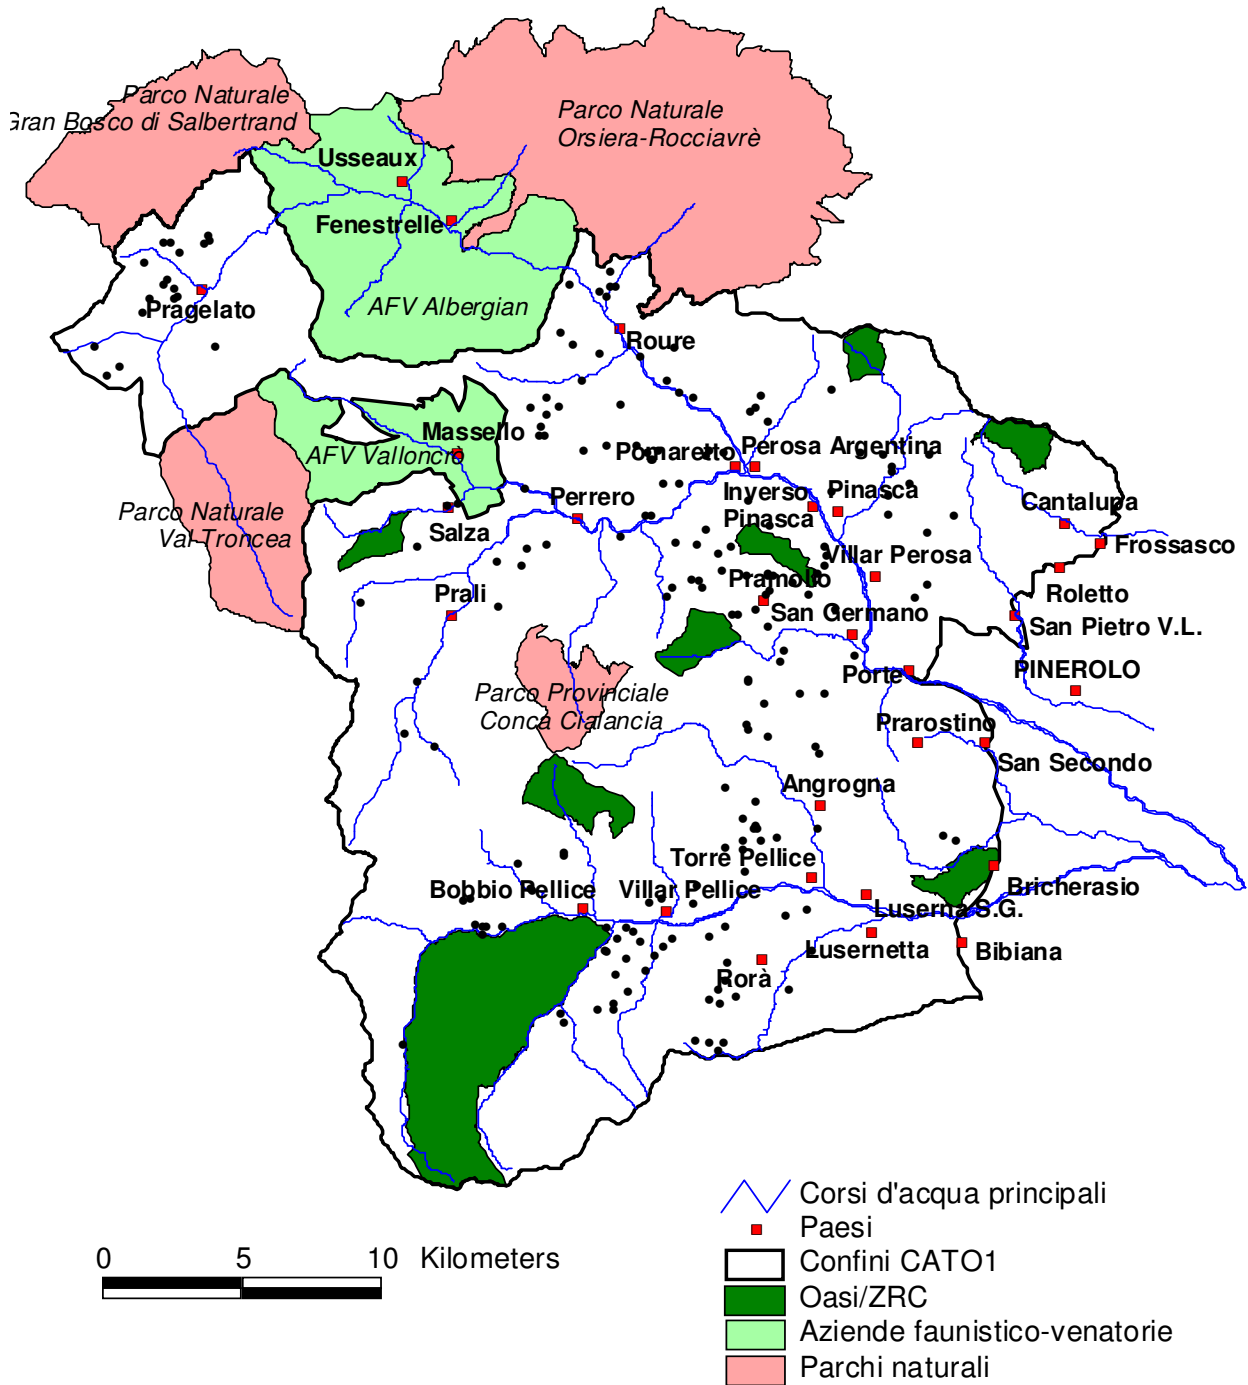 Parco Naturale
Gran Bosco di Salbertrand
Parco Naturale
Orsiera-Rocciavrè
Usseaux
Fenestrelle
AFV Albergian
Pragelato
Roure
Massello
AFV Valloncrò
Pomaretto
Perosa Argentina
Inverso
Pinasca
Pinasca
Cantalupa
Perrero
Parco Naturale
Val Troncea
Salza
Frossasco
Villar Perosa
Roletto
Pramollo
Prali
San Germano
San Pietro V.L.
Porte
PINEROLO
Parco Provinciale
Conca Cialancia
Prarostino
San Secondo
Angrogna
Torre Pellice
Bobbio Pellice
Villar Pellice
Bricherasio
Luserna S.G.
Lusernetta
Bibiana
Rorà
Corsi d'acqua principali
Paesi
Confini CATO1
Oasi/ZRC
Aziende faunistico-venatorie
Parchi naturali
0 5 10 Kilometers